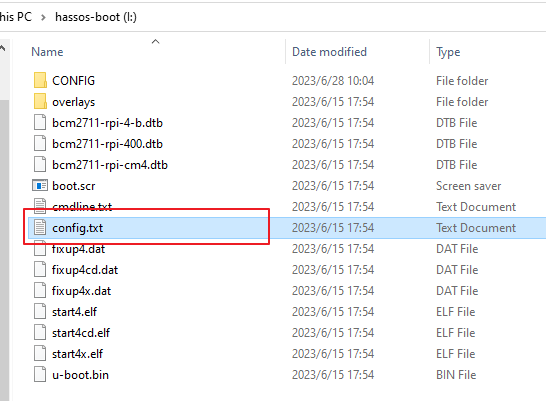 his PC > hassos-boot (I:)
Name Date modified Type
CONFIG 2023/6/28 10:04 File folder
overlays 2023/6/15 17:54 File folder
bcm2711-rpi-4-b.dtb 2023/6/15 17:54 DTB File
bcm2711-rpi-400.dtb 2023/6/15 17:54 DTB File
bcm2711-rpi-cm4.dtb 2023/6/15 17:54 DTB File
boot.scr 2023/6/15 17:54 Screen saver
cmdline.txt 2023/6/15 17:54 Text Document
config.txt 2023/6/15 17:54 Text Document
fixup4.dat 2023/6/15 17:54 DAT File
fixup4cd.dat 2023/6/15 17:54 DAT File
fixup4x.dat 2023/6/15 17:54 DAT File
start4.elf 2023/6/15 17:54 ELF File
start4cd.elf 2023/6/15 17:54 ELF File
start4x.elf 2023/6/15 17:54 ELF File
u-boot.bin 2023/6/15 17:54 BIN File